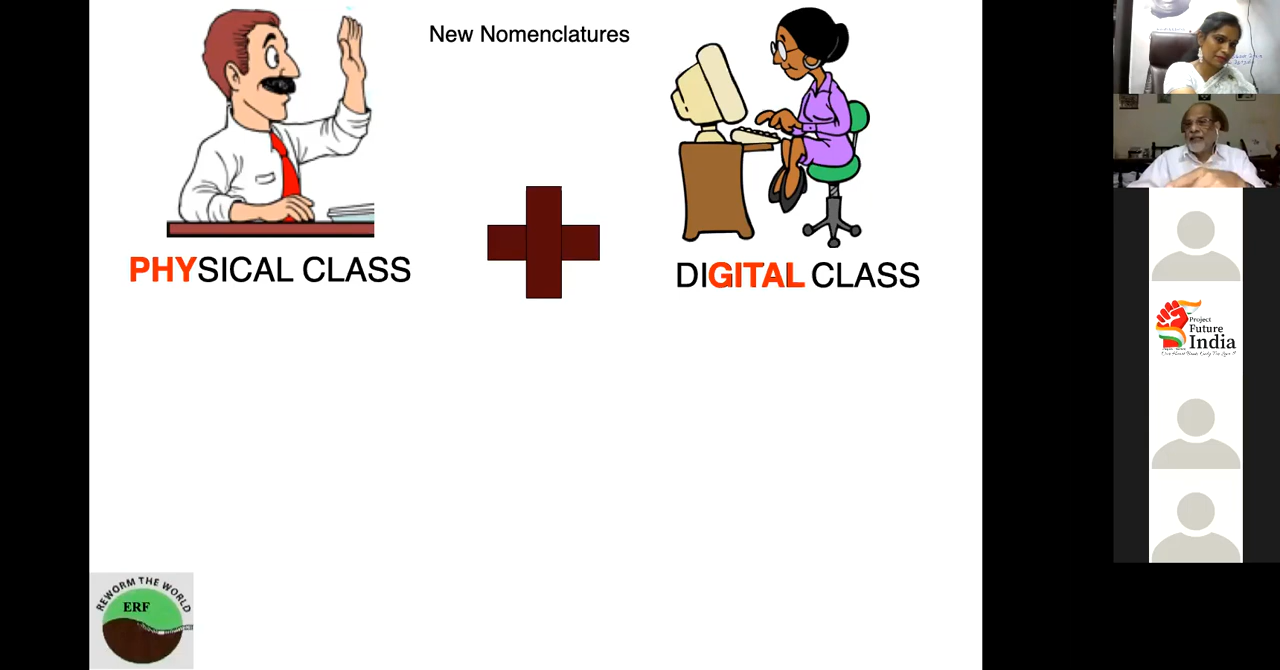 New Nomenclatures
PHYSICAL CLASS
DIGITAL CLASS
REWORM THE WORLD
ERF
Project
Future
India